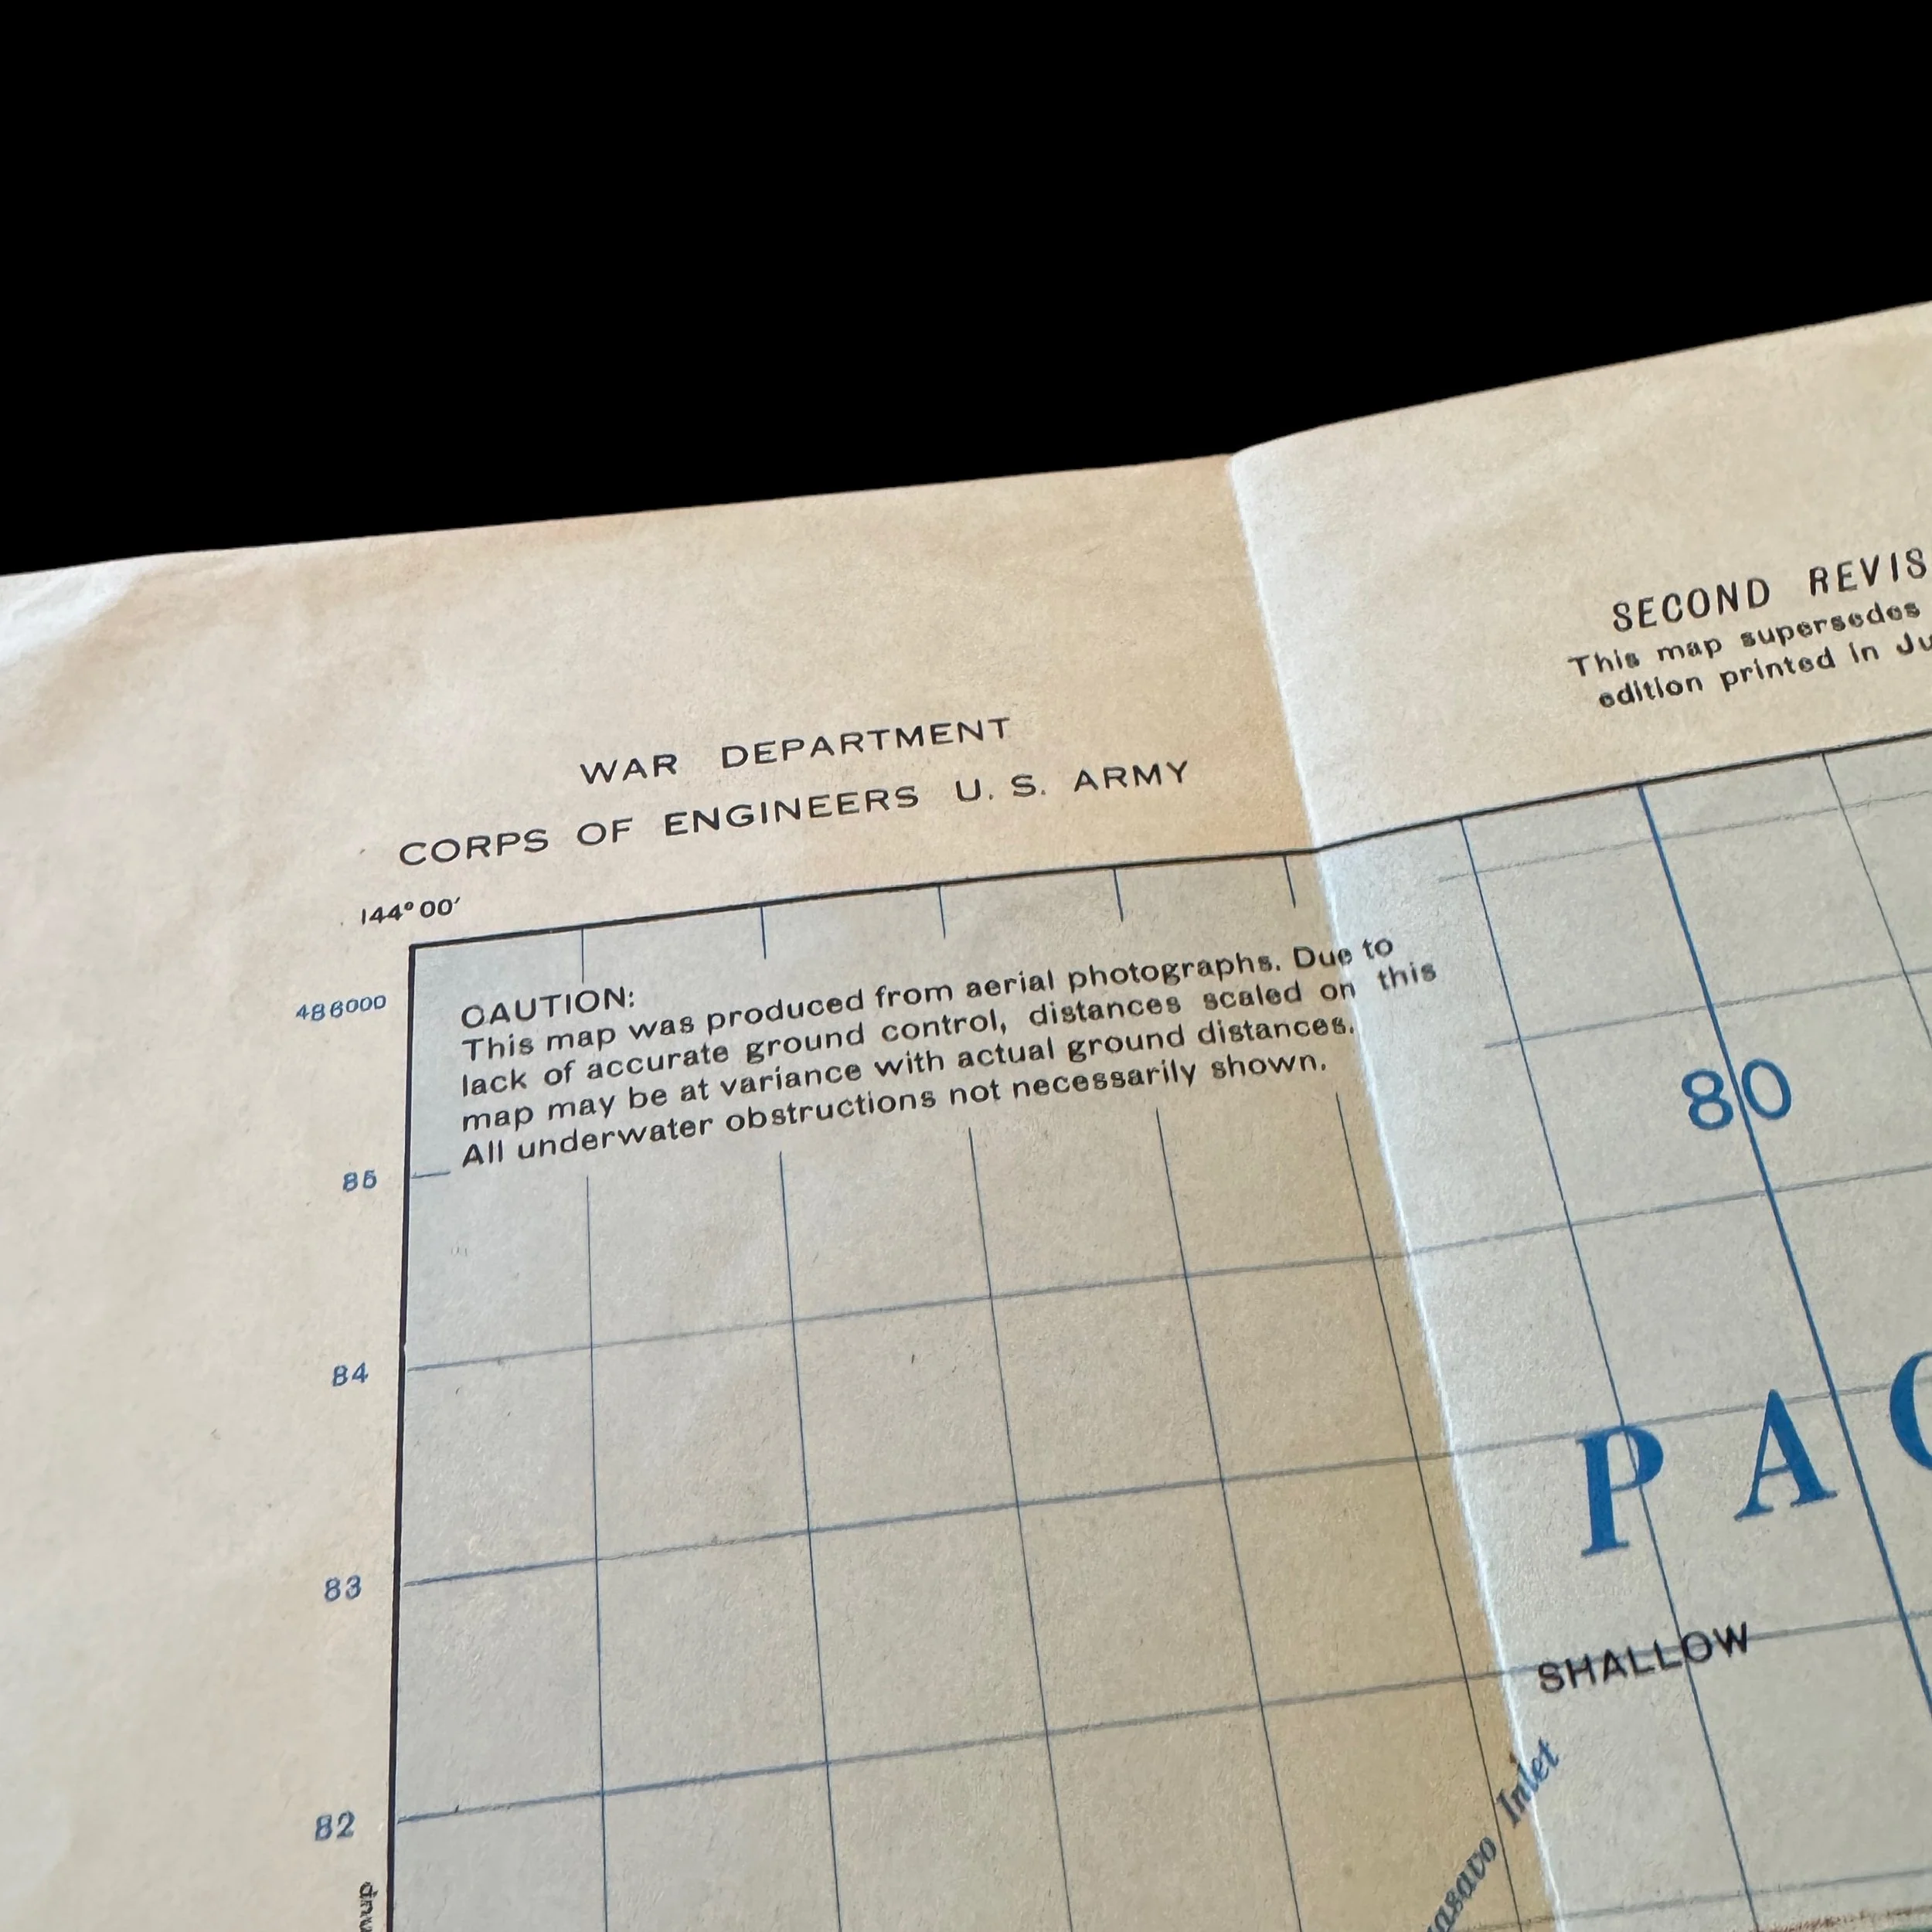 SECOND REVIS
This map supersedes
edition printed in Ju
WAR DEPARTMENT
CORPS OF ENGINEERS U. S. ARMY
144°00′
486000
CAUTION:
This map was produced from aerial photographs. Due to
lack of accurate ground control, distances scaled on this
map may be at variance with actual ground distances.
All underwater obstructions not necessarily shown.
85
80
84
PAC
83
SHALLOW
82
Inlet